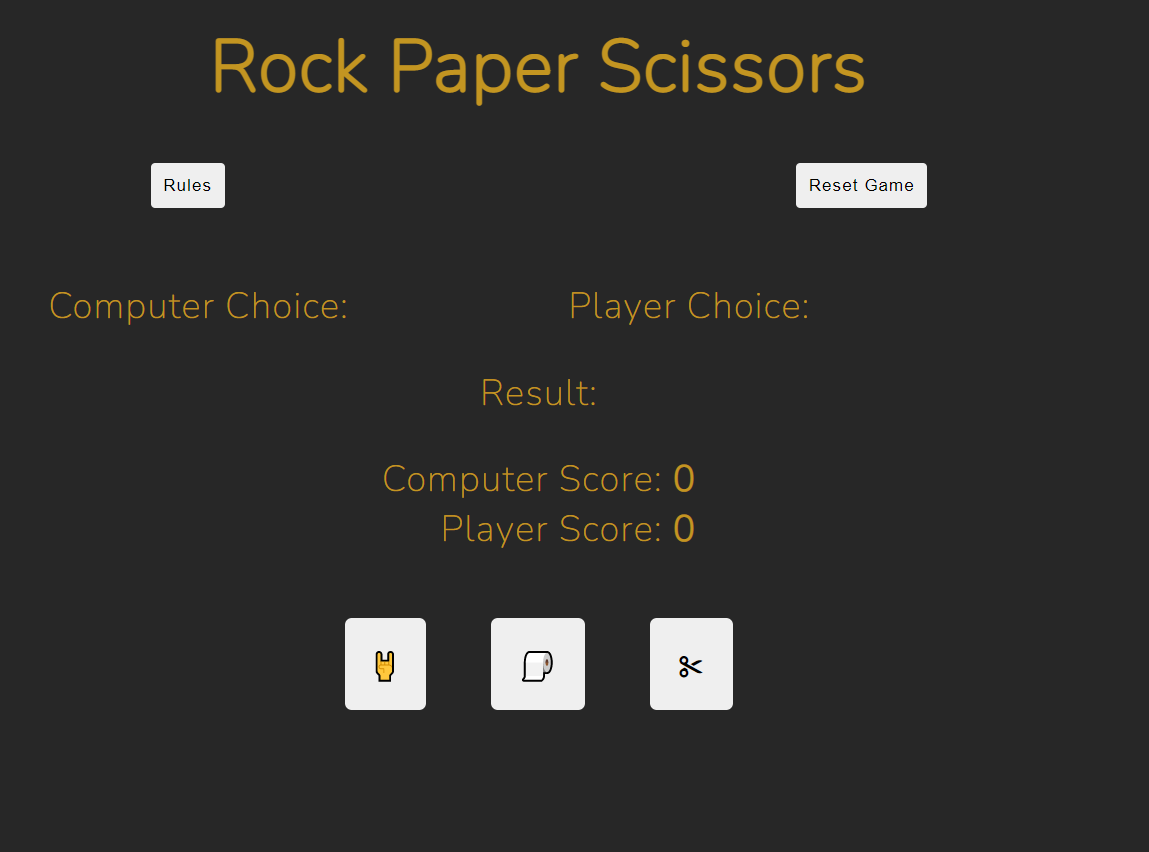 Rock Paper Scissors
Rules
Reset Game
Computer Choice:
Player Choice:
Result:
Computer Score: 0
Player Score: 0